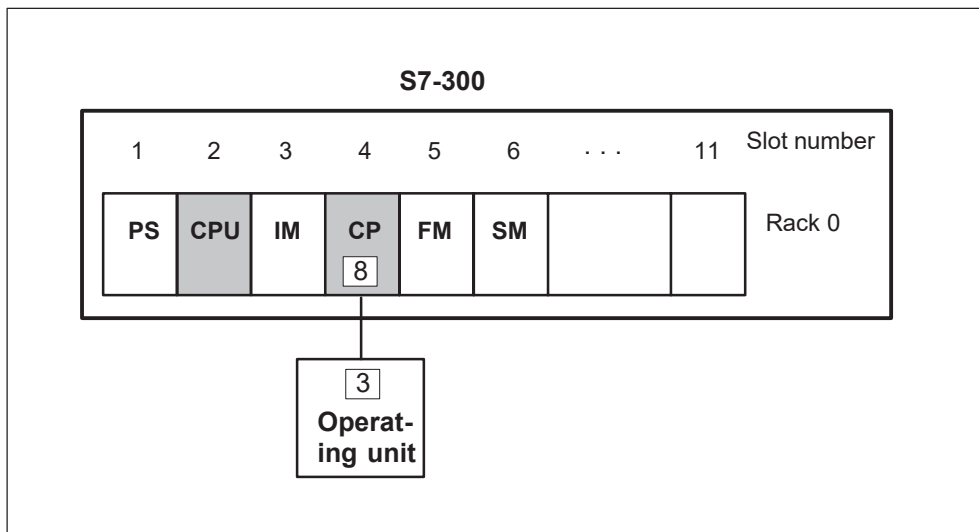 S7-300
1 2 3 4 5 6 . . . 11 Slot number
PS CPU IM CP FM SM Rack 0
8
3
Operat-
ing unit